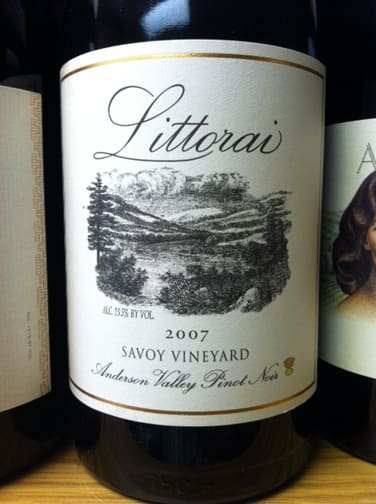 Littorai
ALC. 13.5% BY VOL.
2007
SAVOY VINEYARD
Anderson Valley Pinot Noir
A